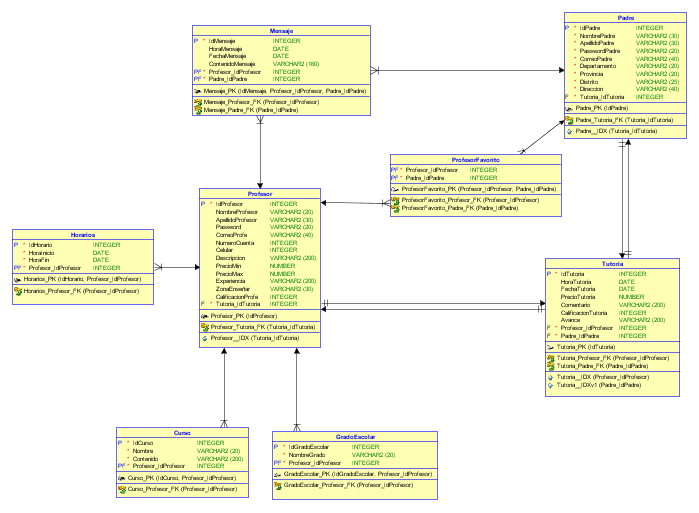 Mensaje
P * IdMensaje INTEGER
HoraMensaje DATE
FechaMensaje DATE
ContenidoMensaje VARCHAR2 (160)
PF * Profesor_IdProfesor INTEGER
PF * Padre_IdPadre INTEGER
Mensaje_PK (IdMensaje, Profesor_IdProfesor, Padre_IdPadre)
Mensaje_Profesor_FK (Profesor_IdProfesor)
Mensaje_Padre_FK (Padre_IdPadre)
Padre
P * IdPadre INTEGER
* NombrePadre VARCHAR2 (30)
* ApellidoPadre VARCHAR2 (30)
* PasswordPadre VARCHAR2 (20)
* CorreoPadre VARCHAR2 (40)
* Departamento VARCHAR2 (20)
* Provincia VARCHAR2 (20)
* Distrito VARCHAR2 (25)
* Direccion VARCHAR2 (40)
F * Tutoria_IdTutoria INTEGER
Padre_PK (IdPadre)
Padre_Tutoria_FK (Tutoria_IdTutoria)
Padre__IDX (Tutoria_IdTutoria)
ProfesorFavorito
PF * Profesor_IdProfesor INTEGER
PF * Padre_IdPadre INTEGER
ProfesorFavorito_PK (Profesor_IdProfesor, Padre_IdPadre)
ProfesorFavorito_Profesor_FK (Profesor_IdProfesor)
ProfesorFavorito_Padre_FK (Padre_IdPadre)
Profesor
P * IdProfesor INTEGER
NombreProfesor VARCHAR2 (20)
ApellidoProfesor VARCHAR2 (30)
Password VARCHAR2 (20)
CorreoProfe VARCHAR2 (40)
NumeroCuenta INTEGER
Celular INTEGER
Descripcion VARCHAR2 (200)
PrecioMin NUMBER
PrecioMax NUMBER
Experiencia VARCHAR2 (200)
ZonaEnseñar VARCHAR2 (30)
CalificacionProfe INTEGER
F * Tutoria_IdTutoria INTEGER
Profesor_PK (IdProfesor)
Profesor_Tutoria_FK (Tutoria_IdTutoria)
Profesor__IDX (Tutoria_IdTutoria)
Horarios
P * IdHorario INTEGER
* HoraInicio DATE
* HoraFin DATE
PF * Profesor_IdProfesor INTEGER
Horarios_PK (IdHorario, Profesor_IdProfesor)
Horarios_Profesor_FK (Profesor_IdProfesor)
Tutoria
P * IdTutoria INTEGER
HoraTutoria DATE
FechaTutoria DATE
PrecioTutoria NUMBER
Comentario VARCHAR2 (200)
CalificacionTutoria INTEGER
Avance VARCHAR2 (200)
F * Profesor_IdProfesor INTEGER
F * Padre_IdPadre INTEGER
Tutoria_PK (IdTutoria)
Tutoria_Profesor_FK (Profesor_IdProfesor)
Tutoria_Padre_FK (Padre_IdPadre)
Tutoria__IDX (Profesor_IdProfesor)
Tutoria__IDXv1 (Padre_IdPadre)
Curso
P * IdCurso INTEGER
* Nombre VARCHAR2 (20)
* Contenido VARCHAR2 (200)
PF * Profesor_IdProfesor INTEGER
Curso_PK (IdCurso, Profesor_IdProfesor)
Curso_Profesor_FK (Profesor_IdProfesor)
GradoEscolar
P * IdGradoEscolar INTEGER
* NombreGrado VARCHAR2 (20)
PF * Profesor_IdProfesor INTEGER
GradoEscolar_PK (IdGradoEscolar, Profesor_IdProfesor)
GradoEscolar_Profesor_FK (Profesor_IdProfesor)